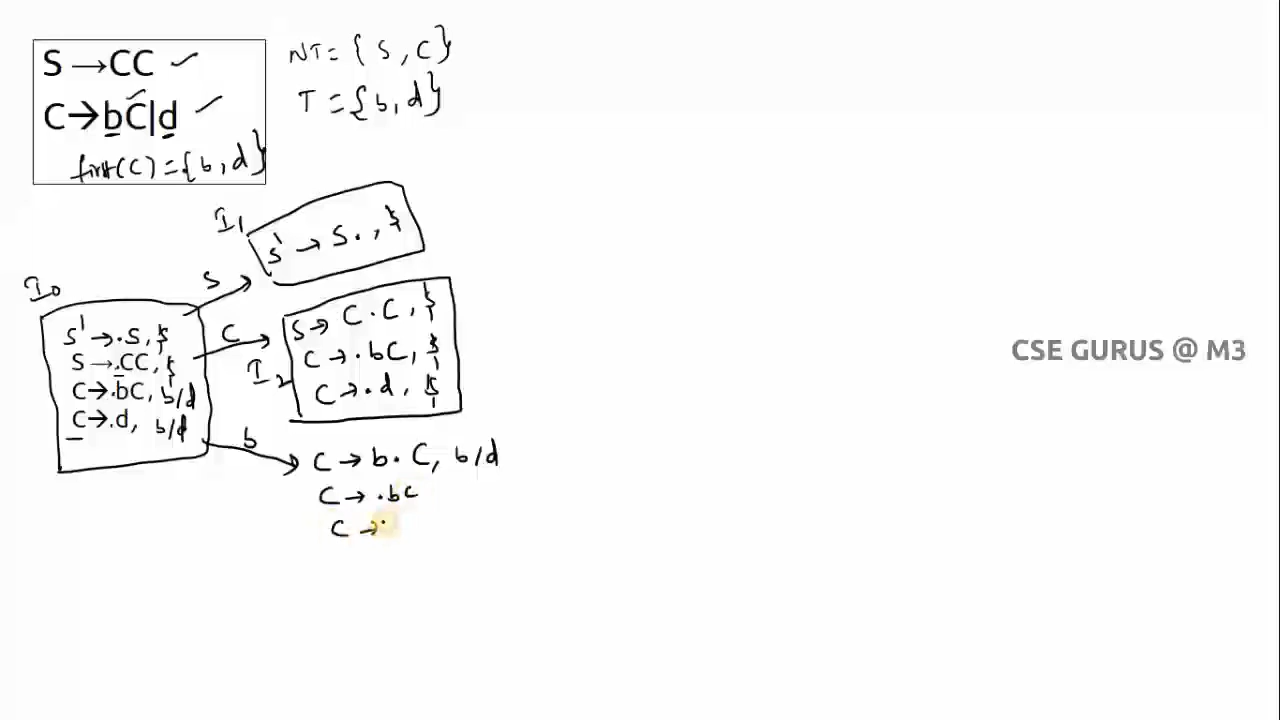 S →CC
C→bC|d
first(C) = {b, d}
NT = { S, C }
T = {b, d}
I1
S' → S., $
I0
S' → .S, $
S → .CC, $
C → .bC, b/d
C → .d, b/d
S
C
b
I2
S → C.C, $
C → .bC, $
C → .d, $
C → b.C, b/d
C → .bC
C → .
CSE GURUS @ M3